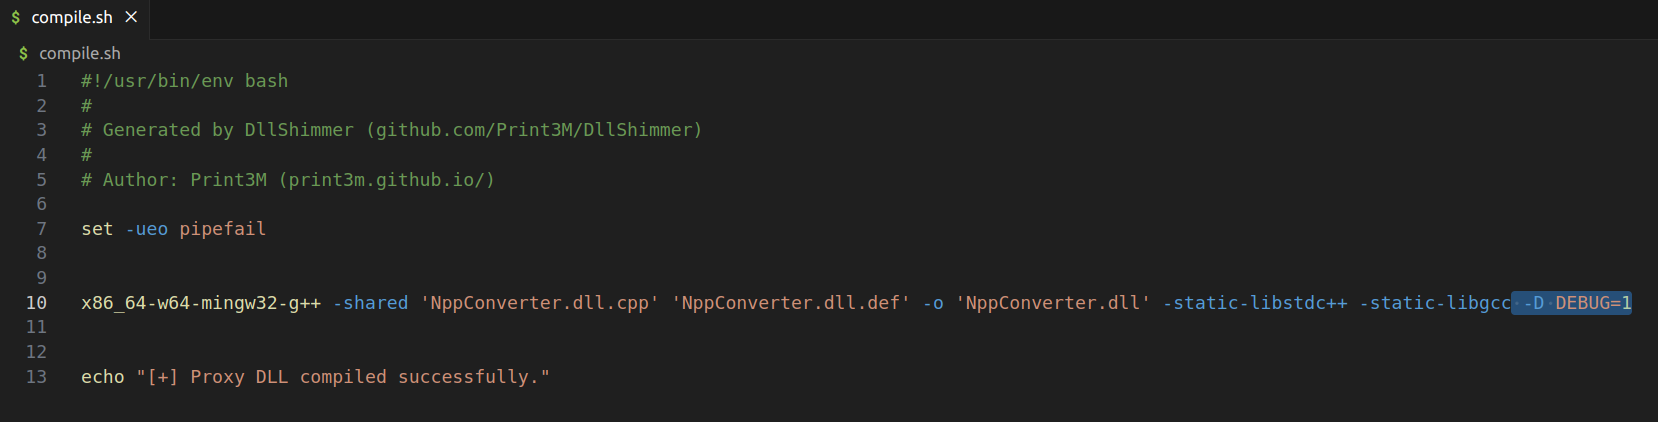 $ compile.sh ×
$ compile.sh
1 #!/usr/bin/env bash
2 #
3 # Generated by DllShimmer (github.com/Print3M/DllShimmer)
4 #
5 # Author: Print3M (print3m.github.io/)
6
7 set -ueo pipefail
8
9
10 x86_64-w64-mingw32-g++ -shared 'NppConverter.dll.cpp' 'NppConverter.dll.def' -o 'NppConverter.dll' -static-libstdc++ -static-libgcc -D DEBUG=1
11
12
13 echo "[+] Proxy DLL compiled successfully."